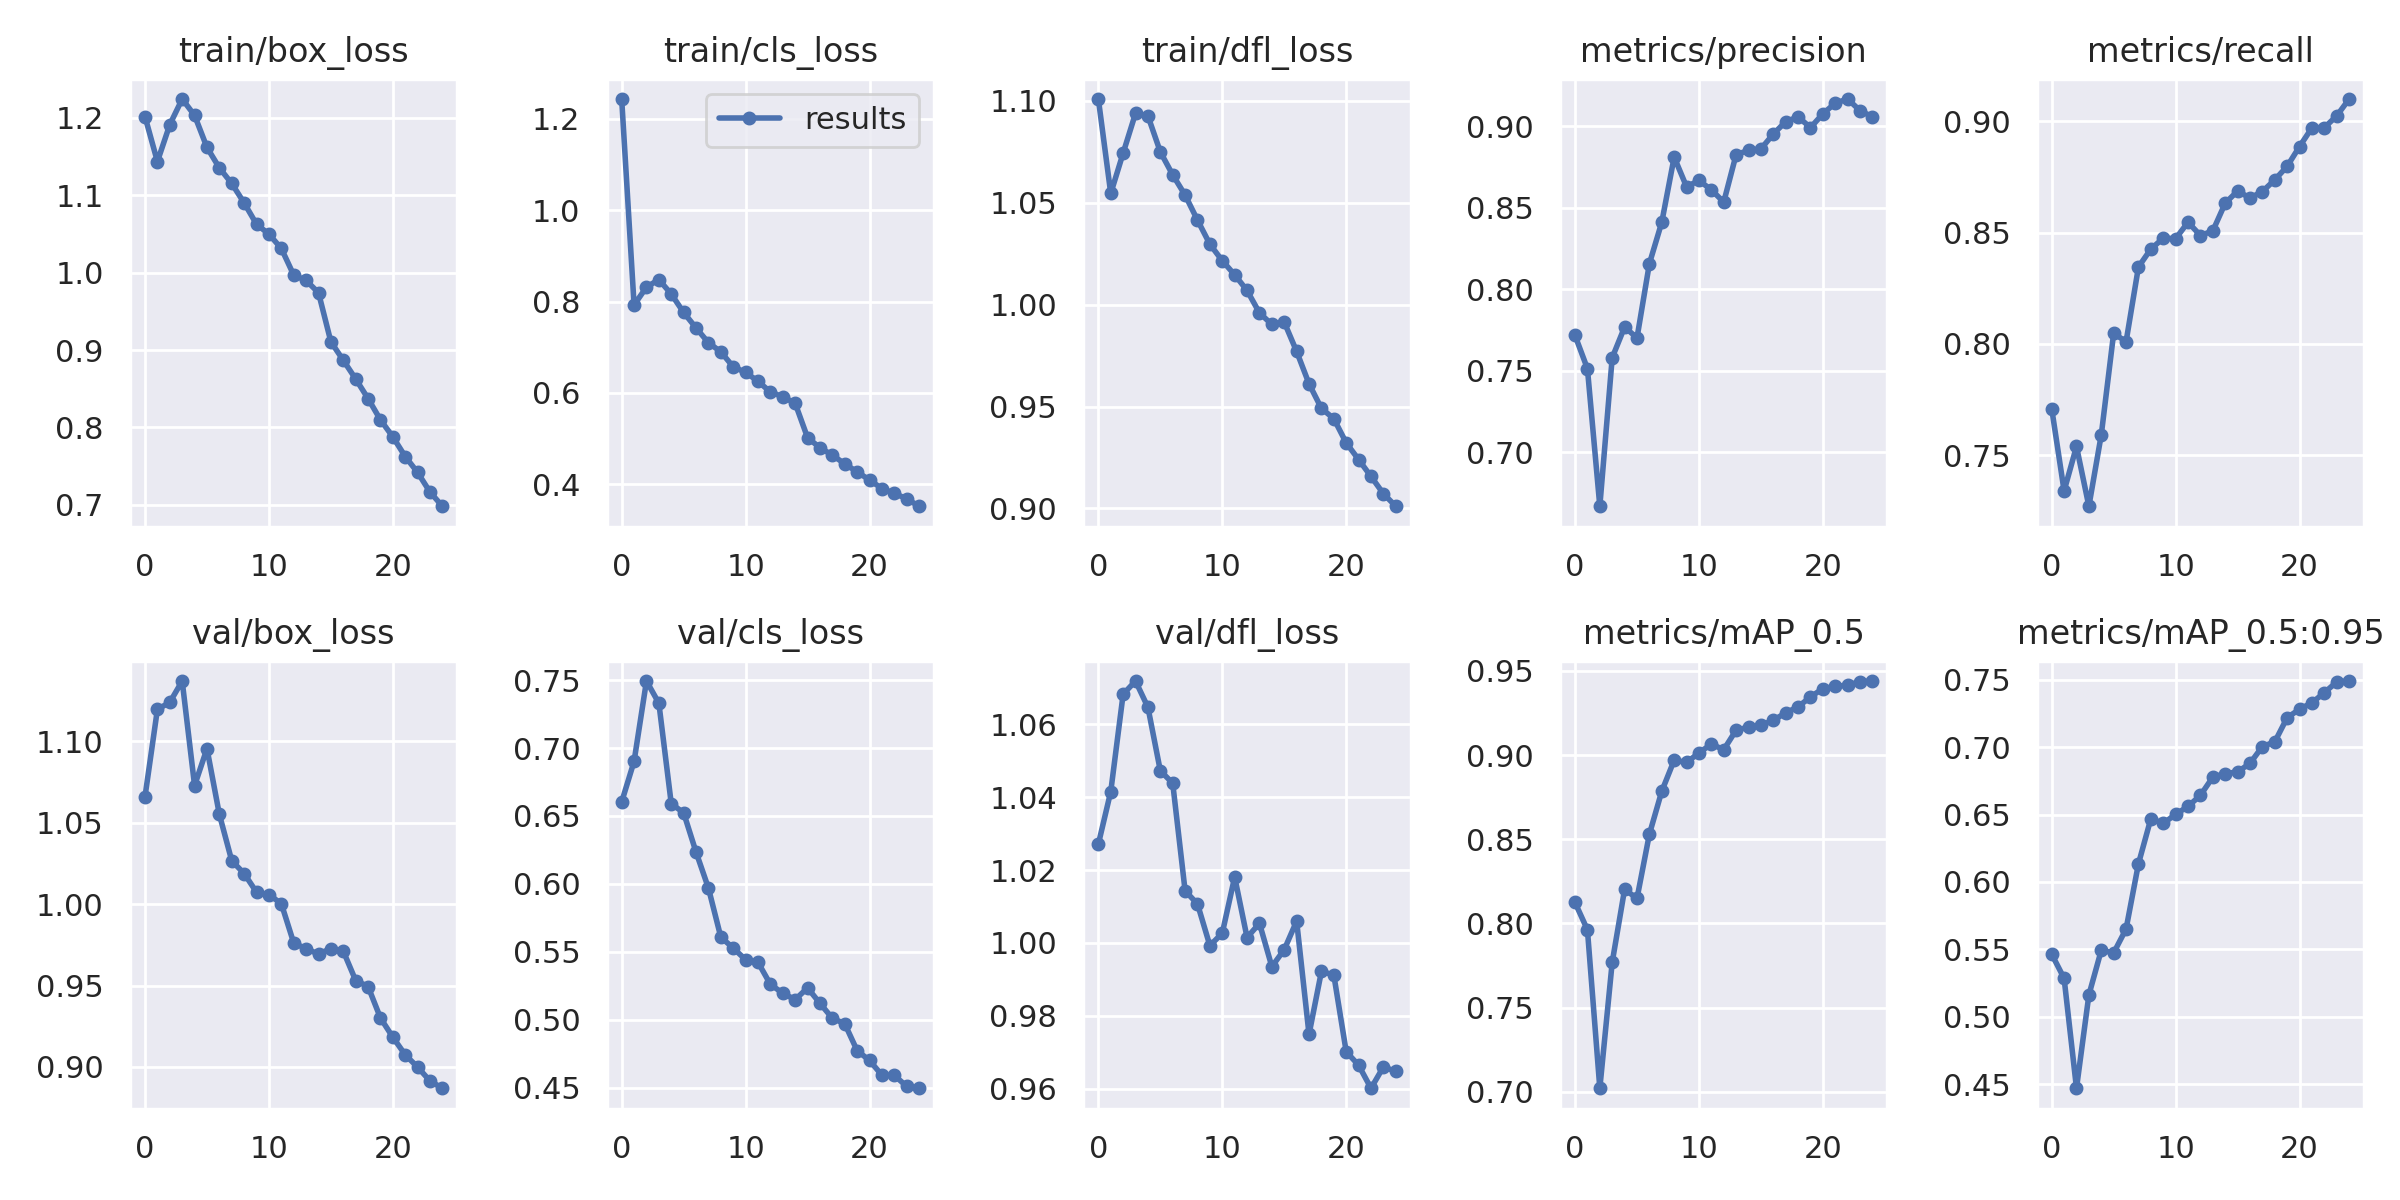 train/box_loss
1.2
1.1
1.0
0.9
0.8
0.7
0 10 20
train/cls_loss
results
1.2
1.0
0.8
0.6
0.4
0 10 20
train/dfl_loss
1.10
1.05
1.00
0.95
0.90
0 10 20
metrics/precision
0.90
0.85
0.80
0.75
0.70
0 10 20
metrics/recall
0.90
0.85
0.80
0.75
0 10 20
val/box_loss
1.10
1.05
1.00
0.95
0.90
0 10 20
val/cls_loss
0.75
0.70
0.65
0.60
0.55
0.50
0.45
0 10 20
val/dfl_loss
1.06
1.04
1.02
1.00
0.98
0.96
0 10 20
metrics/mAP_0.5
0.95
0.90
0.85
0.80
0.75
0.70
0 10 20
metrics/mAP_0.5:0.95
0.75
0.70
0.65
0.60
0.55
0.50
0.45
0 10 20